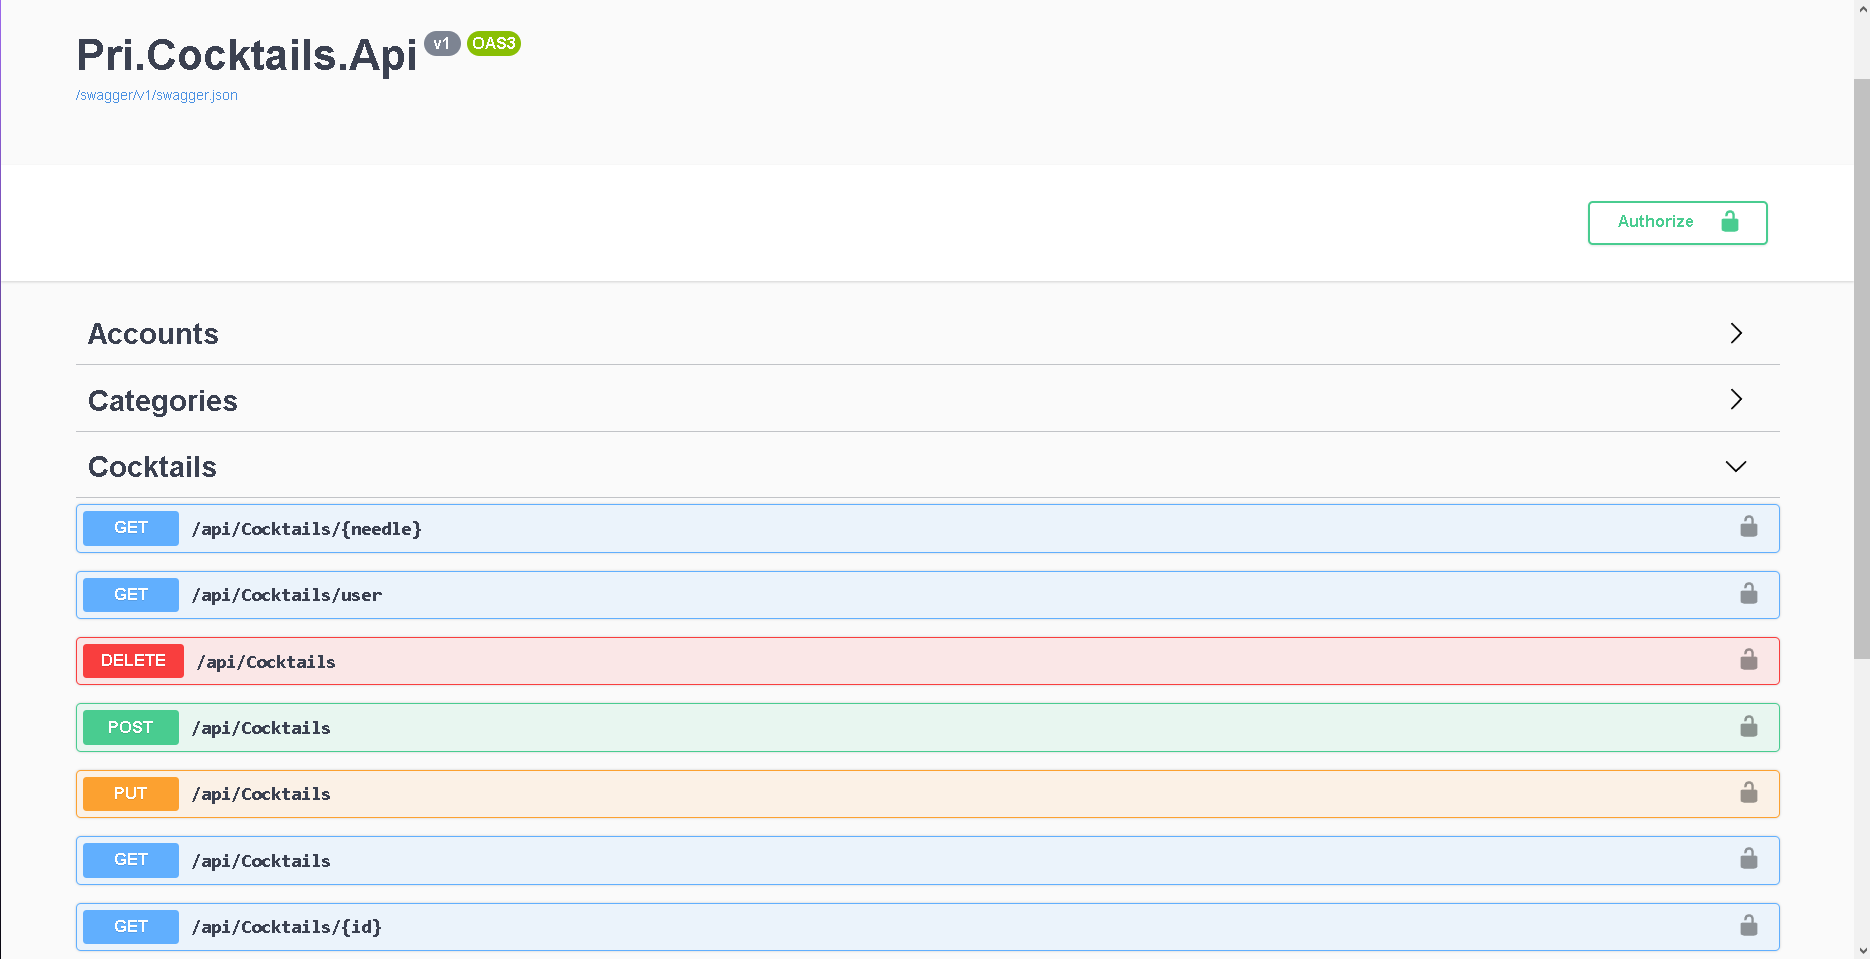 Pri.Cocktails.Api v1 OAS3
/swagger/v1/swagger.json
Authorize
Accounts
Categories
Cocktails
GET /api/Cocktails/{needle}
GET /api/Cocktails/user
DELETE /api/Cocktails
POST /api/Cocktails
PUT /api/Cocktails
GET /api/Cocktails
GET /api/Cocktails/{id}